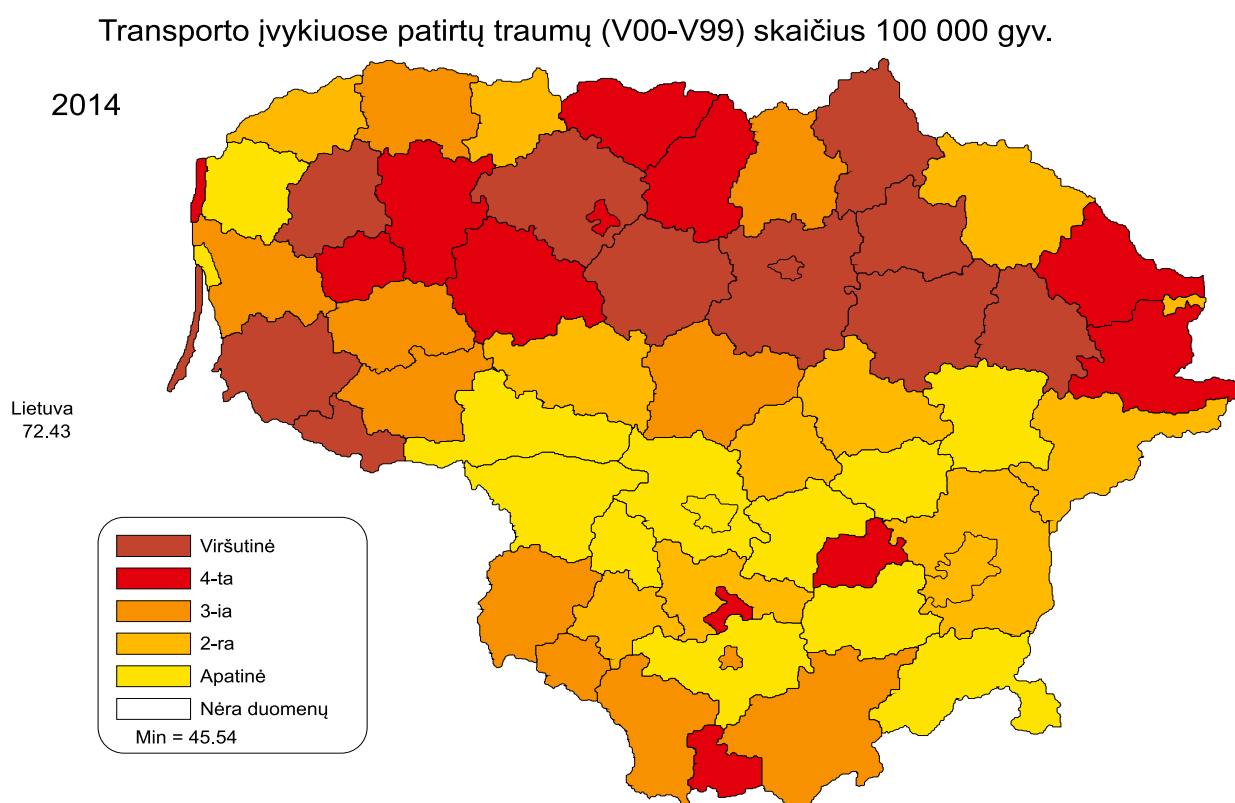 Transporto įvykiuose patirtų traumų (V00-V99) skaičius 100 000 gyv.
2014
Lietuva
72.43
Viršutinė
4-ta
3-ia
2-ra
Apatinė
Nėra duomenų
Min = 45.54